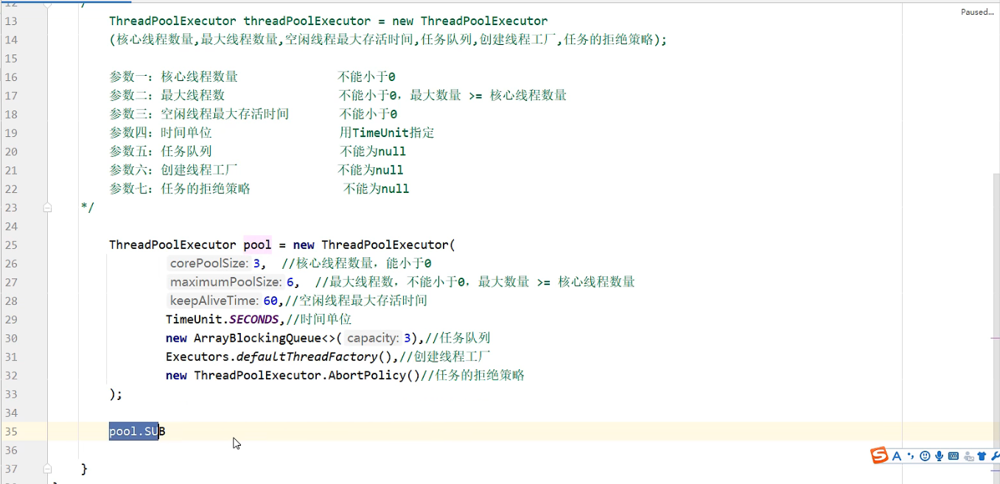 Paused...
12 /
13 ThreadPoolExecutor threadPoolExecutor = new ThreadPoolExecutor
14 (核心线程数量,最大线程数量,空闲线程最大存活时间,任务队列,创建线程工厂,任务的拒绝策略);
15
16 参数一：核心线程数量 不能小于0
17 参数二：最大线程数 不能小于0，最大数量 >= 核心线程数量
18 参数三：空闲线程最大存活时间 不能小于0
19 参数四：时间单位 用TimeUnit指定
20 参数五：任务队列 不能为null
21 参数六：创建线程工厂 不能为null
22 参数七：任务的拒绝策略 不能为null
23 */
24
25 ThreadPoolExecutor pool = new ThreadPoolExecutor(
26 corePoolSize: 3, //核心线程数量，能小于0
27 maximumPoolSize: 6, //最大线程数，不能小于0，最大数量 >= 核心线程数量
28 keepAliveTime: 60,//空闲线程最大存活时间
29 TimeUnit.SECONDS,//时间单位
30 new ArrayBlockingQueue<>( capacity: 3),//任务队列
31 Executors.defaultThreadFactory(),//创建线程工厂
32 new ThreadPoolExecutor.AbortPolicy()//任务的拒绝策略
33 );
34
35 pool.SUB
36
37 }